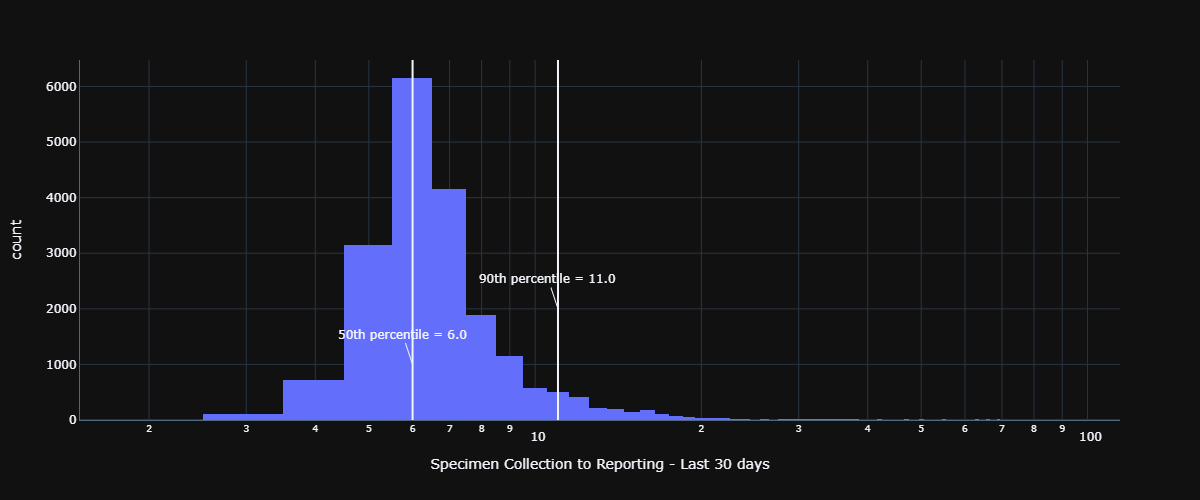 6000
5000
4000
3000
2000
1000
0
count
90th percentile = 11.0
50th percentile = 6.0
2 3 4 5 6 7 8 9 10 2 3 4 5 6 7 8 9 100
Specimen Collection to Reporting - Last 30 days